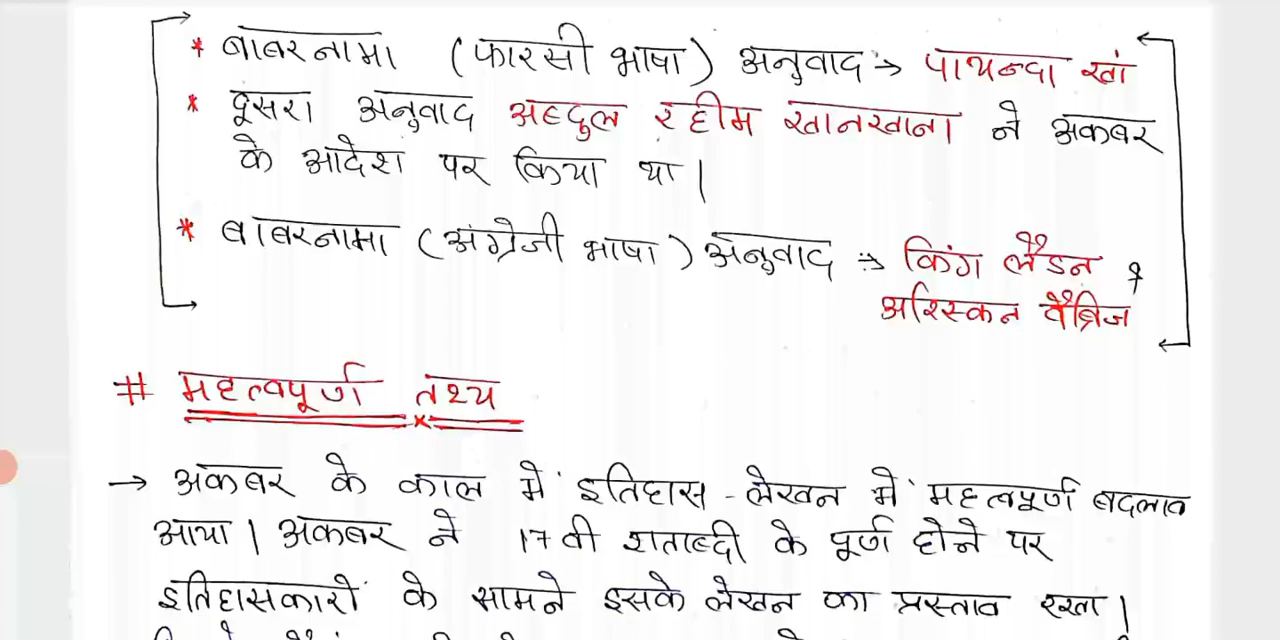 * बाबरनामा (फारसी भाषा) अनुवाद → पायन्दा खां
* दूसरा अनुवाद अब्दुल रहीम खानखाना ने अकबर
के आदेश पर किया था |
* बाबरनामा (अंग्रेजी भाषा) अनुवाद → किंग लैडन ,
अरिस्कन वैब्रिज
# महत्वपूर्ण तथ्य
→ अकबर के काल में इतिहास - लेखन में महत्वपूर्ण बदलाव
आया | अकबर ने 17 वी शताब्दी के पूर्ण होने पर
इतिहासकारों के सामने इसके लेखन का प्रस्ताव रखा |